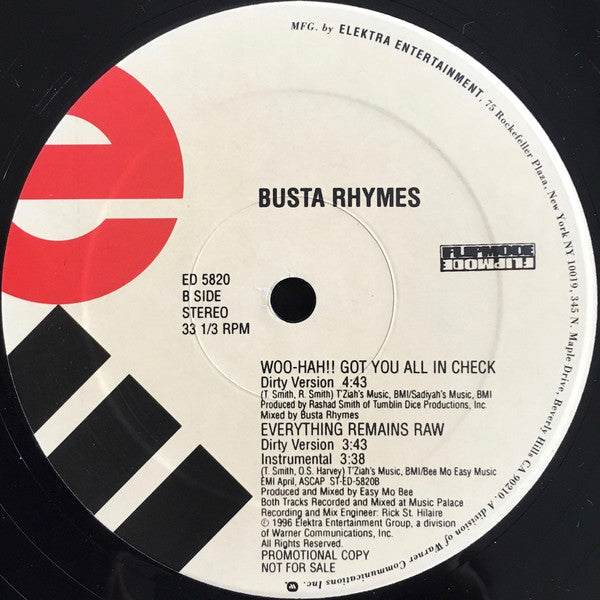 MFG. by ELEKTRA ENTERTAINMENT, 75 Rockefeller Plaza, New York NY 10019, 345 N. Maple Drive, Beverly Hills CA 90210. A division of Warner Communications Inc.
e
BUSTA RHYMES
FLIPMODE
FLIPMODE
ED 5820
B SIDE
STEREO
33 1/3 RPM
WOO-HAH!! GOT YOU ALL IN CHECK
Dirty Version 4:43
(T. Smith, R. Smith) T'Ziah's Music, BMI/Sadiyah's Music, BMI
Produced by Rashad Smith of Tumblin Dice Productions, Inc.
Mixed by Busta Rhymes
EVERYTHING REMAINS RAW
Dirty Version 3:43
Instrumental 3:38
(T. Smith, O.S. Harvey) T'Ziah's Music, BMI/Bee Mo Easy Music
EMI April, ASCAP ST-ED-5820B
Produced and Mixed by Easy Mo Bee
Both Tracks Recorded and Mixed at Music Palace
Recording and Mix Engineer: Rick St. Hilaire
℗ 1996 Elektra Entertainment Group, a division
of Warner Communications, Inc.
All Rights Reserved.
PROMOTIONAL COPY
NOT FOR SALE